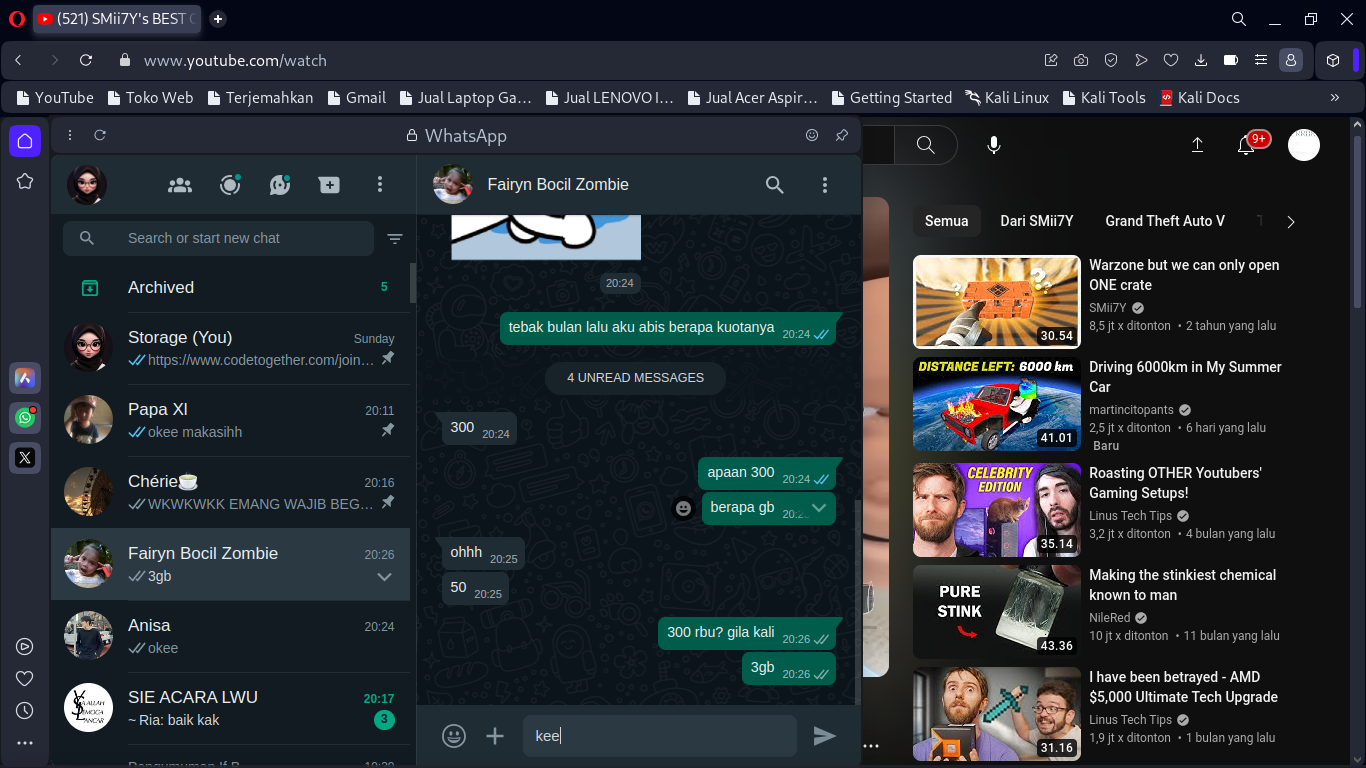 (521) SMii7Y's BEST
www.youtube.com/watch
YouTube
Toko Web
Terjemahkan
Gmail
Jual Laptop Ga…
Jual LENOVO I…
Jual Acer Aspir…
Getting Started
Kali Linux
Kali Tools
Kali Docs
WhatsApp
Search or start new chat
Archived
5
Storage (You)
Sunday
https://www.codetogether.com/join…
Papa Xl
20:11
okee makasihh
Chérie☕
20:16
WKWKWKK EMANG WAJIB BEG…
Fairyn Bocil Zombie
20:26
3gb
Anisa
20:24
okee
SIE ACARA LWU
20:17
~ Ria: baik kak
3
Fairyn Bocil Zombie
20:24
tebak bulan lalu aku abis berapa kuotanya 20:24
4 UNREAD MESSAGES
300 20:24
apaan 300 20:24
berapa gb
ohhh 20:25
50 20:25
300 rbu? gila kali 20:26
3gb 20:26
kee
9+
Semua
Dari SMii7Y
Grand Theft Auto V
Warzone but we can only open
ONE crate
SMii7Y
8,5 jt x ditonton • 2 tahun yang lalu
30.54
DISTANCE LEFT: 6000 km
41.01
Driving 6000km in My Summer
Car
martincitopants
2,5 jt x ditonton • 6 hari yang lalu
Baru
CELEBRITY
EDITION
35.14
Roasting OTHER Youtubers'
Gaming Setups!
Linus Tech Tips
3,2 jt x ditonton • 4 bulan yang lalu
PURE
STINK
43.36
Making the stinkiest chemical
known to man
NileRed
10 jt x ditonton • 11 bulan yang lalu
31.16
I have been betrayed - AMD
$5,000 Ultimate Tech Upgrade
Linus Tech Tips
1,9 jt x ditonton • 1 bulan yang lalu